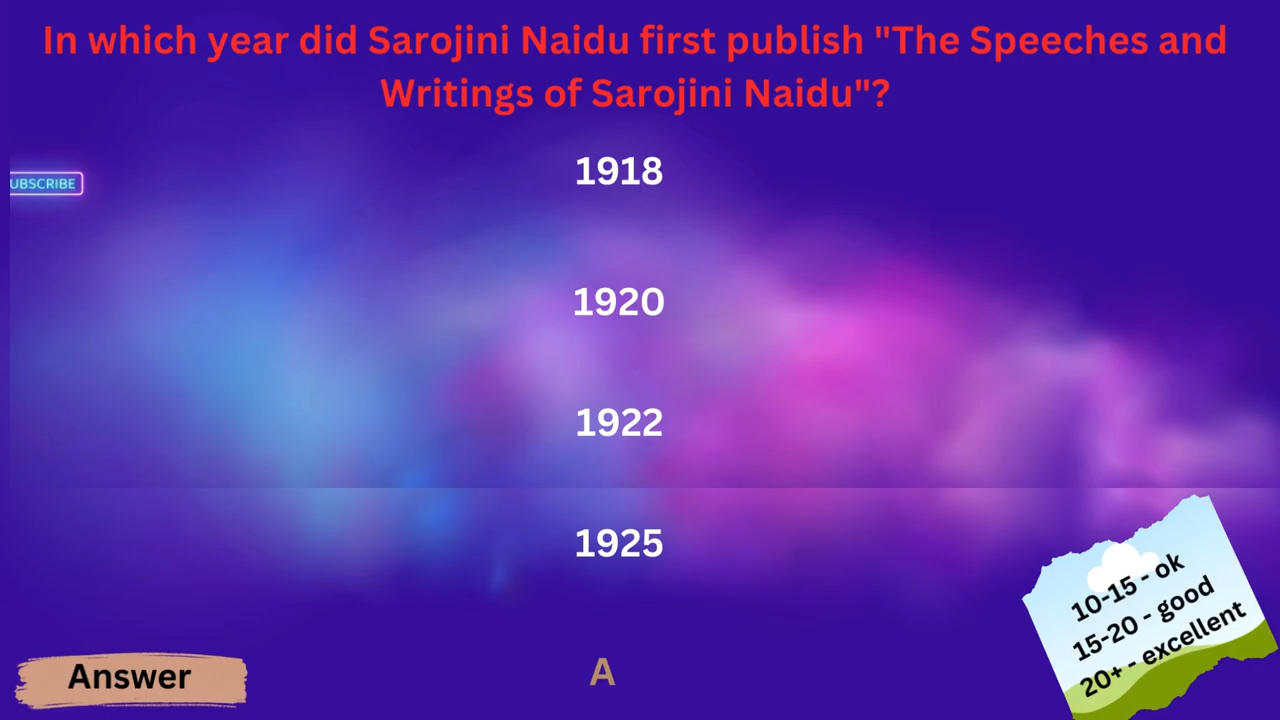 In which year did Sarojini Naidu first publish "The Speeches and
Writings of Sarojini Naidu"?
1918
UBSCRIBE
1920
1922
1925
10-15 - ok
15-20 - good
20+ - excellent
Answer
A